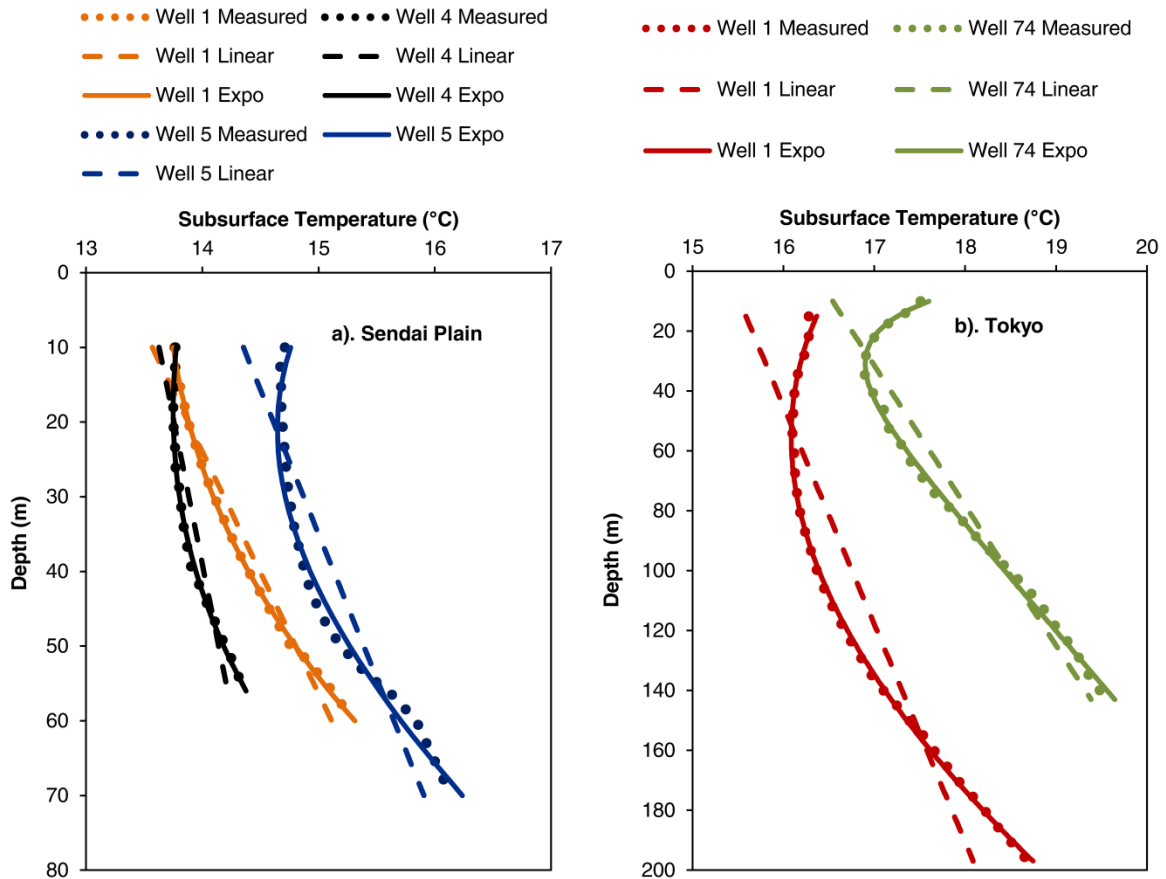 Well 1 Measured
Well 4 Measured
Well 1 Linear
Well 4 Linear
Well 1 Expo
Well 4 Expo
Well 5 Measured
Well 5 Expo
Well 5 Linear
Subsurface Temperature (°C)
13 14 15 16 17
0
10
20
30
40
50
60
70
80
Depth (m)
a). Sendai Plain
Well 1 Measured
Well 74 Measured
Well 1 Linear
Well 74 Linear
Well 1 Expo
Well 74 Expo
Subsurface Temperature (°C)
15 16 17 18 19 20
0
20
40
60
80
100
120
140
160
180
200
Depth (m)
b). Tokyo